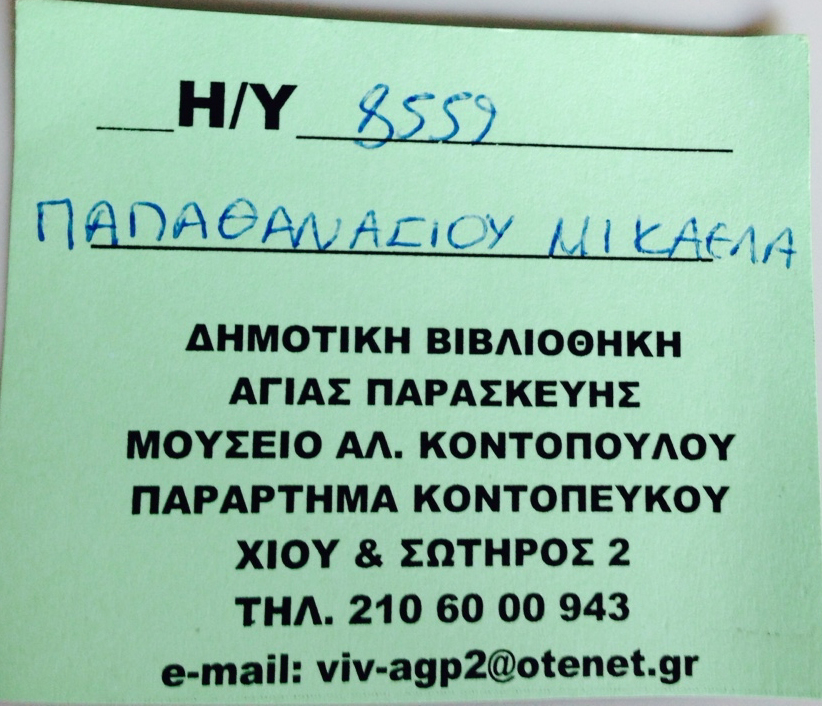 Η/Υ 8559
ΠΑΠΑΘΑΝΑΣΙΟΥ ΜΙΚΑΕΛΑ
ΔΗΜΟΤΙΚΗ ΒΙΒΛΙΟΘΗΚΗ
ΑΓΙΑΣ ΠΑΡΑΣΚΕΥΗΣ
ΜΟΥΣΕΙΟ ΑΛ. ΚΟΝΤΟΠΟΥΛΟΥ
ΠΑΡΑΡΤΗΜΑ ΚΟΝΤΟΠΕΥΚΟΥ
ΧΙΟΥ & ΣΩΤΗΡΟΣ 2
ΤΗΛ. 210 60 00 943
e-mail: viv-agp2@otenet.gr